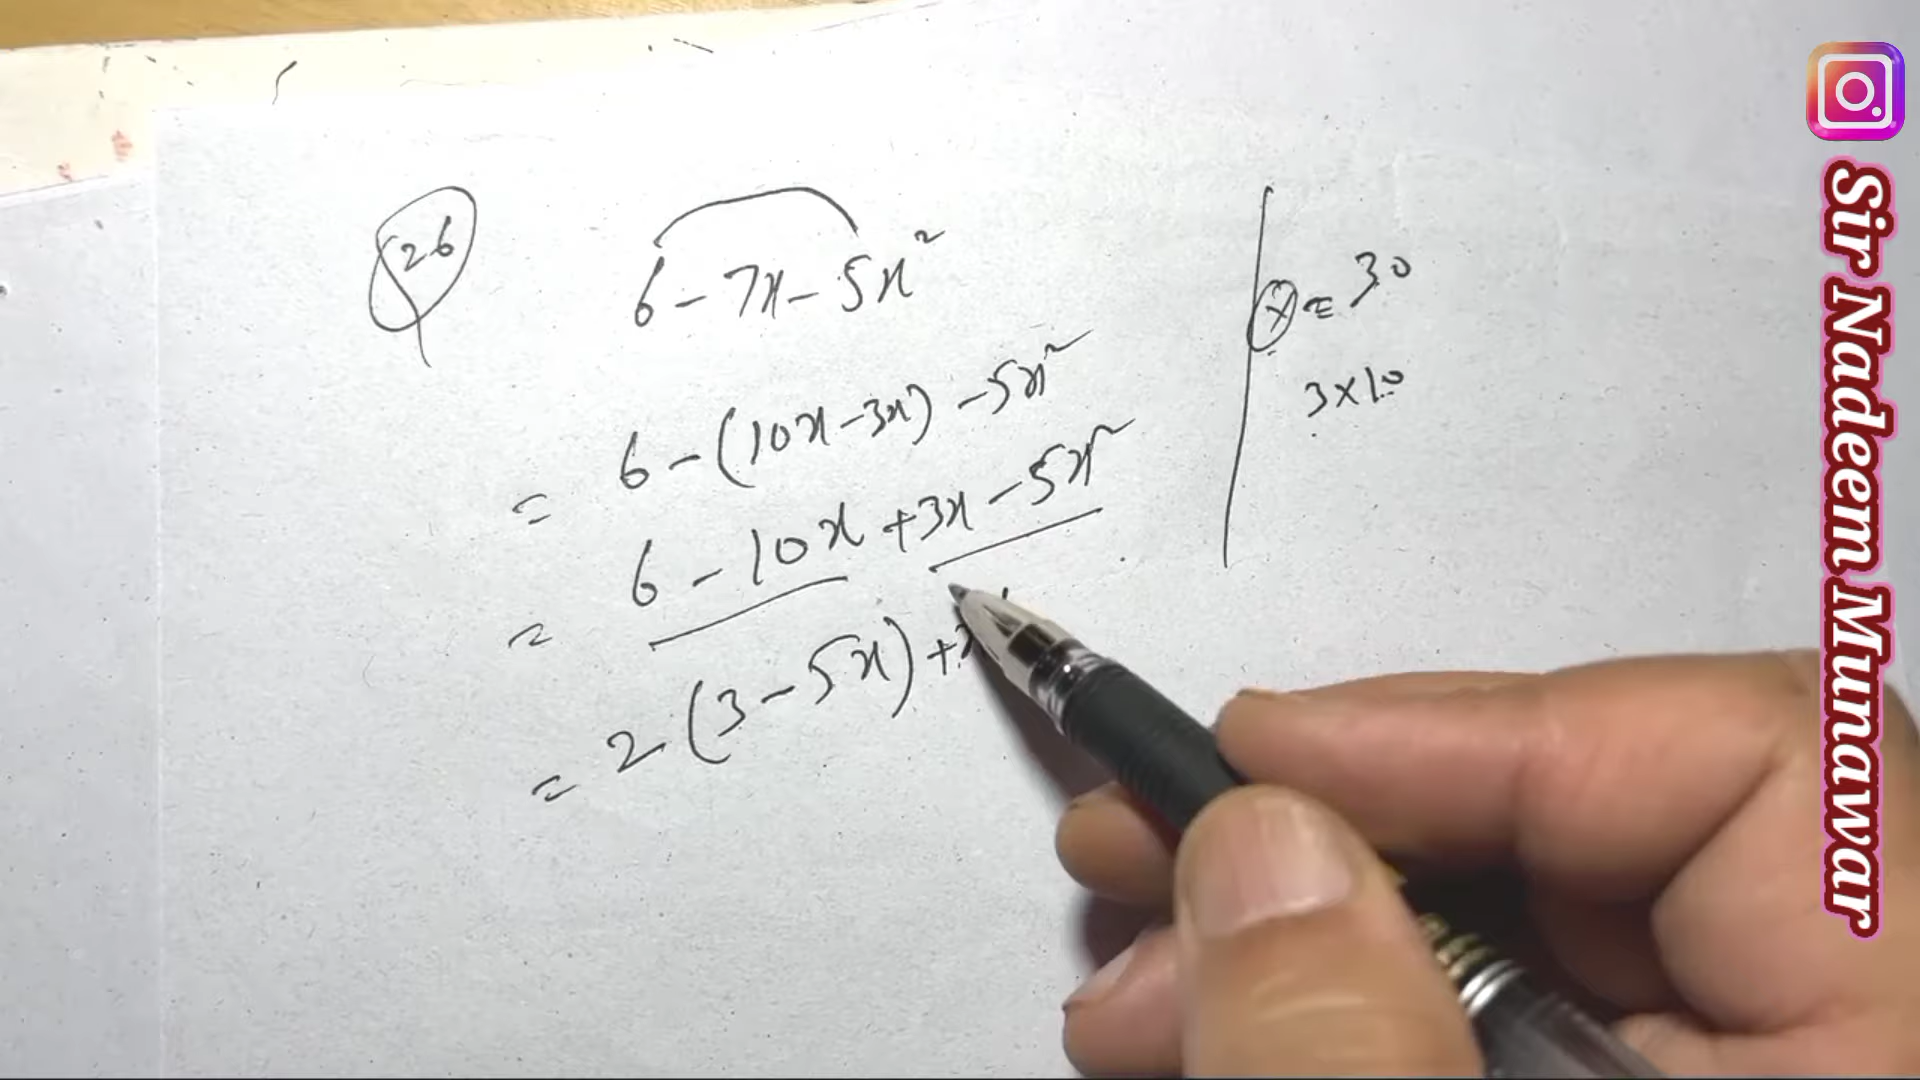 26
6 - 7x - 5x²
= 6 - (10x - 3x) - 5x²
= 6 - 10x + 3x - 5x²
= 2 (3 - 5x) +
= 30
3 x 10
Sir Nadeem Munawar